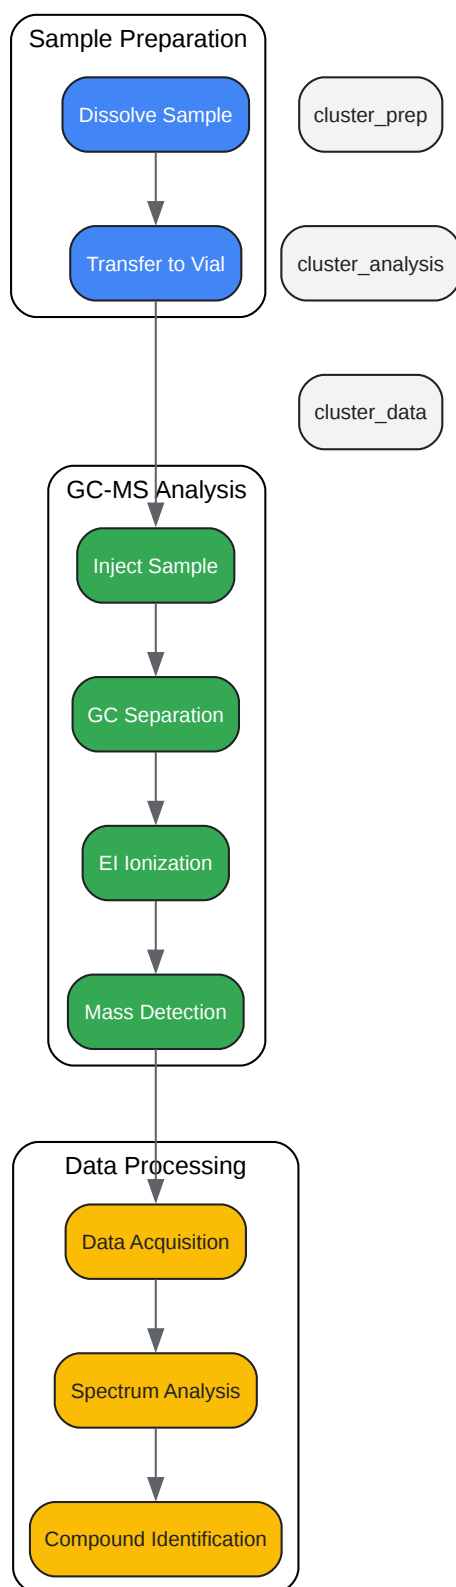 Sample Preparation
Dissolve Sample
cluster_prep
Transfer to Vial
cluster_analysis
cluster_data
GC-MS Analysis
Inject Sample
GC Separation
EI Ionization
Mass Detection
Data Processing
Data Acquisition
Spectrum Analysis
Compound Identification